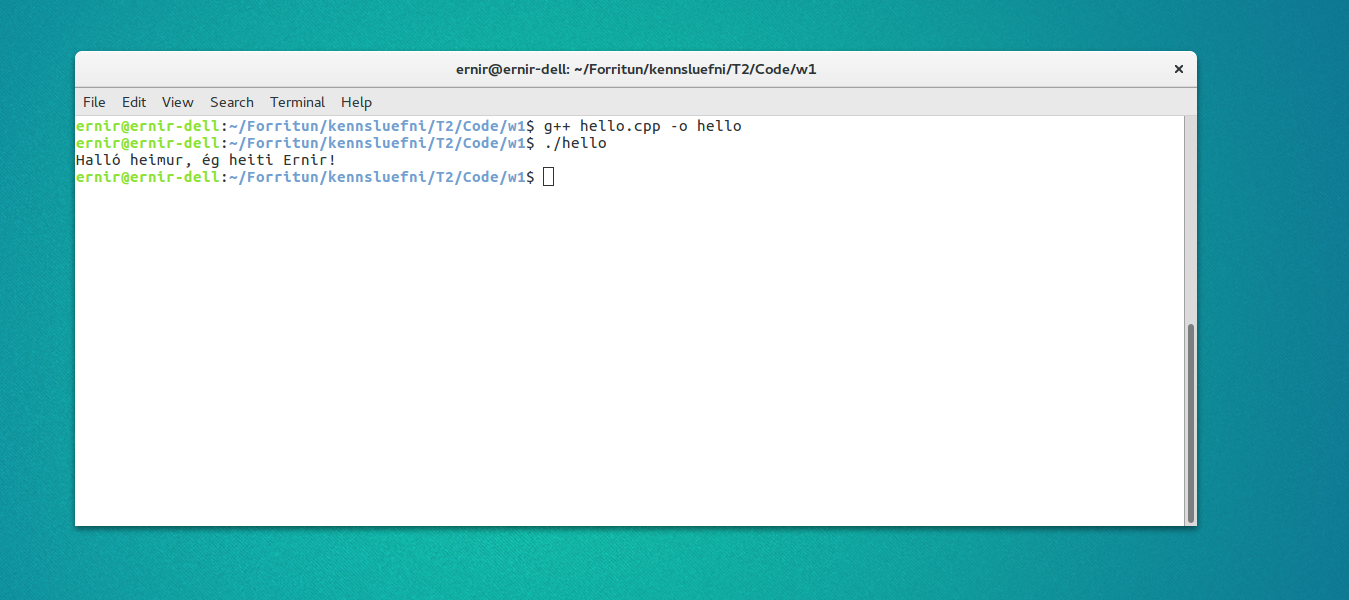 ernir@ernir-dell: ~/Forritun/kennsluefni/T2/Code/w1 ×
File Edit View Search Terminal Help
ernir@ernir-dell:~/Forritun/kennsluefni/T2/Code/w1$ g++ hello.cpp -o hello
ernir@ernir-dell:~/Forritun/kennsluefni/T2/Code/w1$ ./hello
Halló heimur, ég heiti Ernir!
ernir@ernir-dell:~/Forritun/kennsluefni/T2/Code/w1$